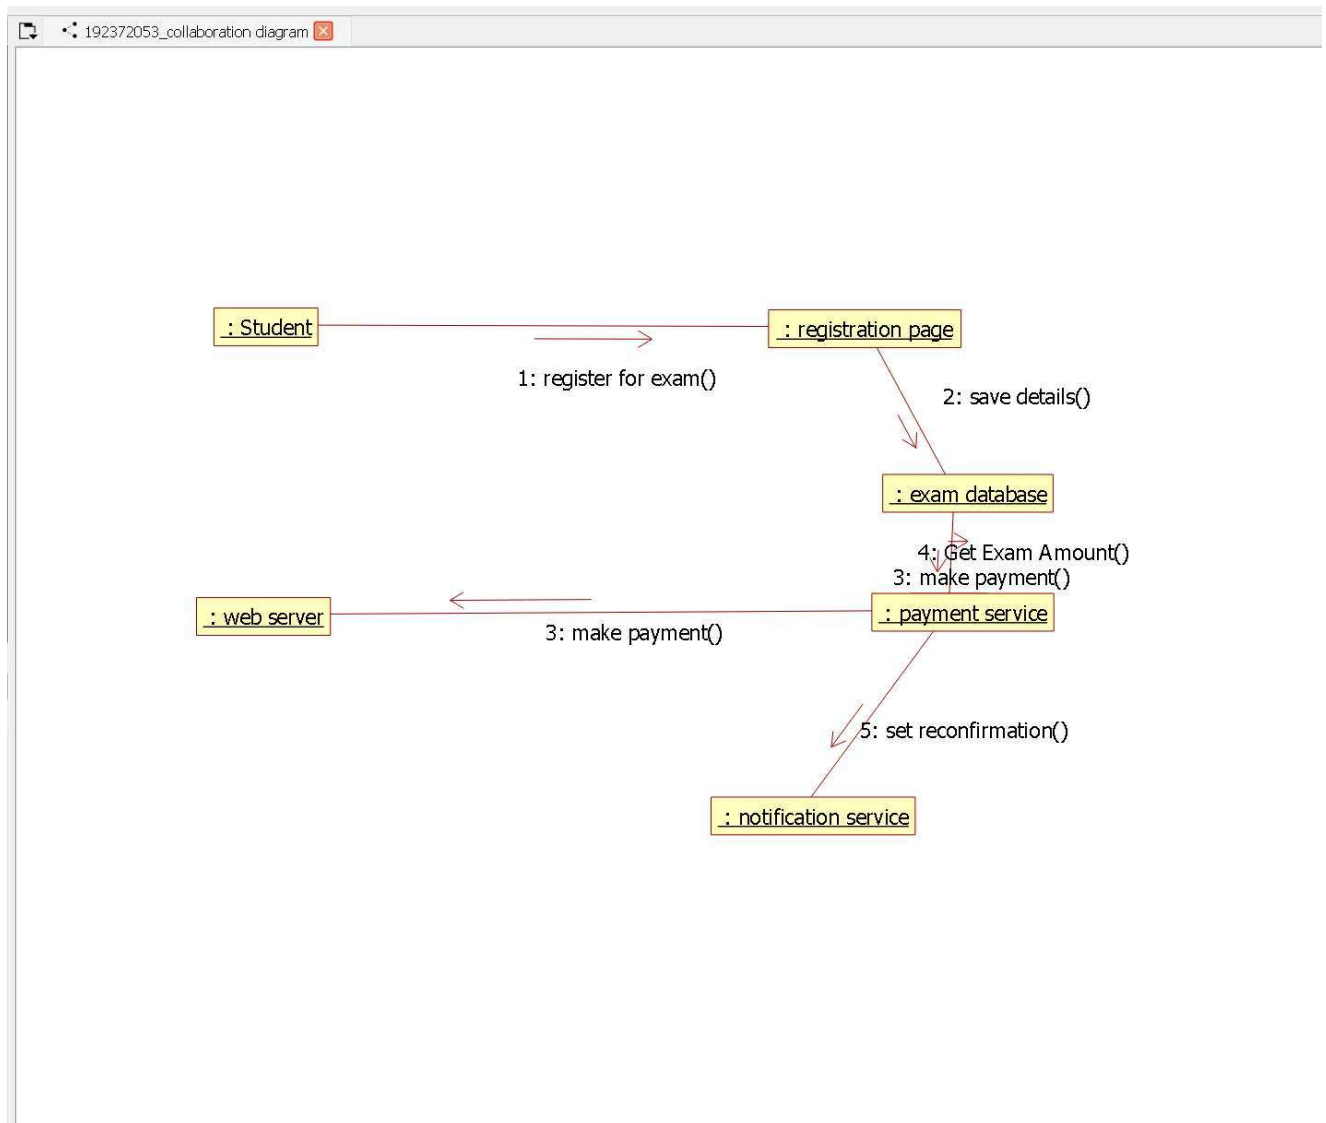 192372053_collaboration diagram
: Student
: registration page
1: register for exam()
2: save details()
: exam database
4: Get Exam Amount()
3: make payment()
: web server
: payment service
3: make payment()
5: set reconfirmation()
: notification service